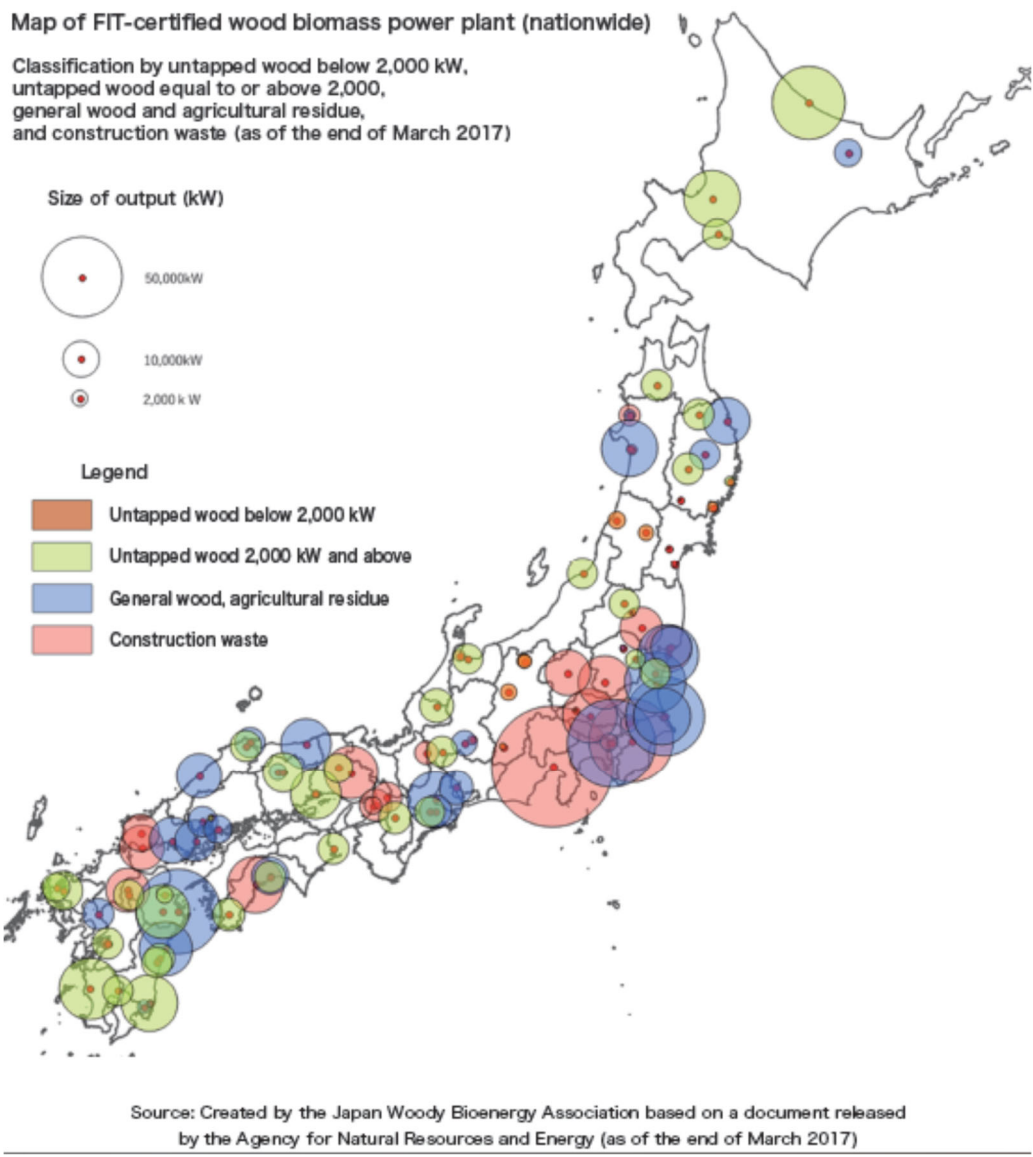 Map of FIT-certified wood biomass power plant (nationwide)
Classification by untapped wood below 2,000 kW,
untapped wood equal to or above 2,000,
general wood and agricultural residue,
and construction waste (as of the end of March 2017)
Size of output (kW)
50,000kW
10,000kW
2,000 k W
Legend
Untapped wood below 2,000 kW
Untapped wood 2,000 kW and above
General wood, agricultural residue
Construction waste
Source: Created by the Japan Woody Bioenergy Association based on a document released
by the Agency for Natural Resources and Energy (as of the end of March 2017)